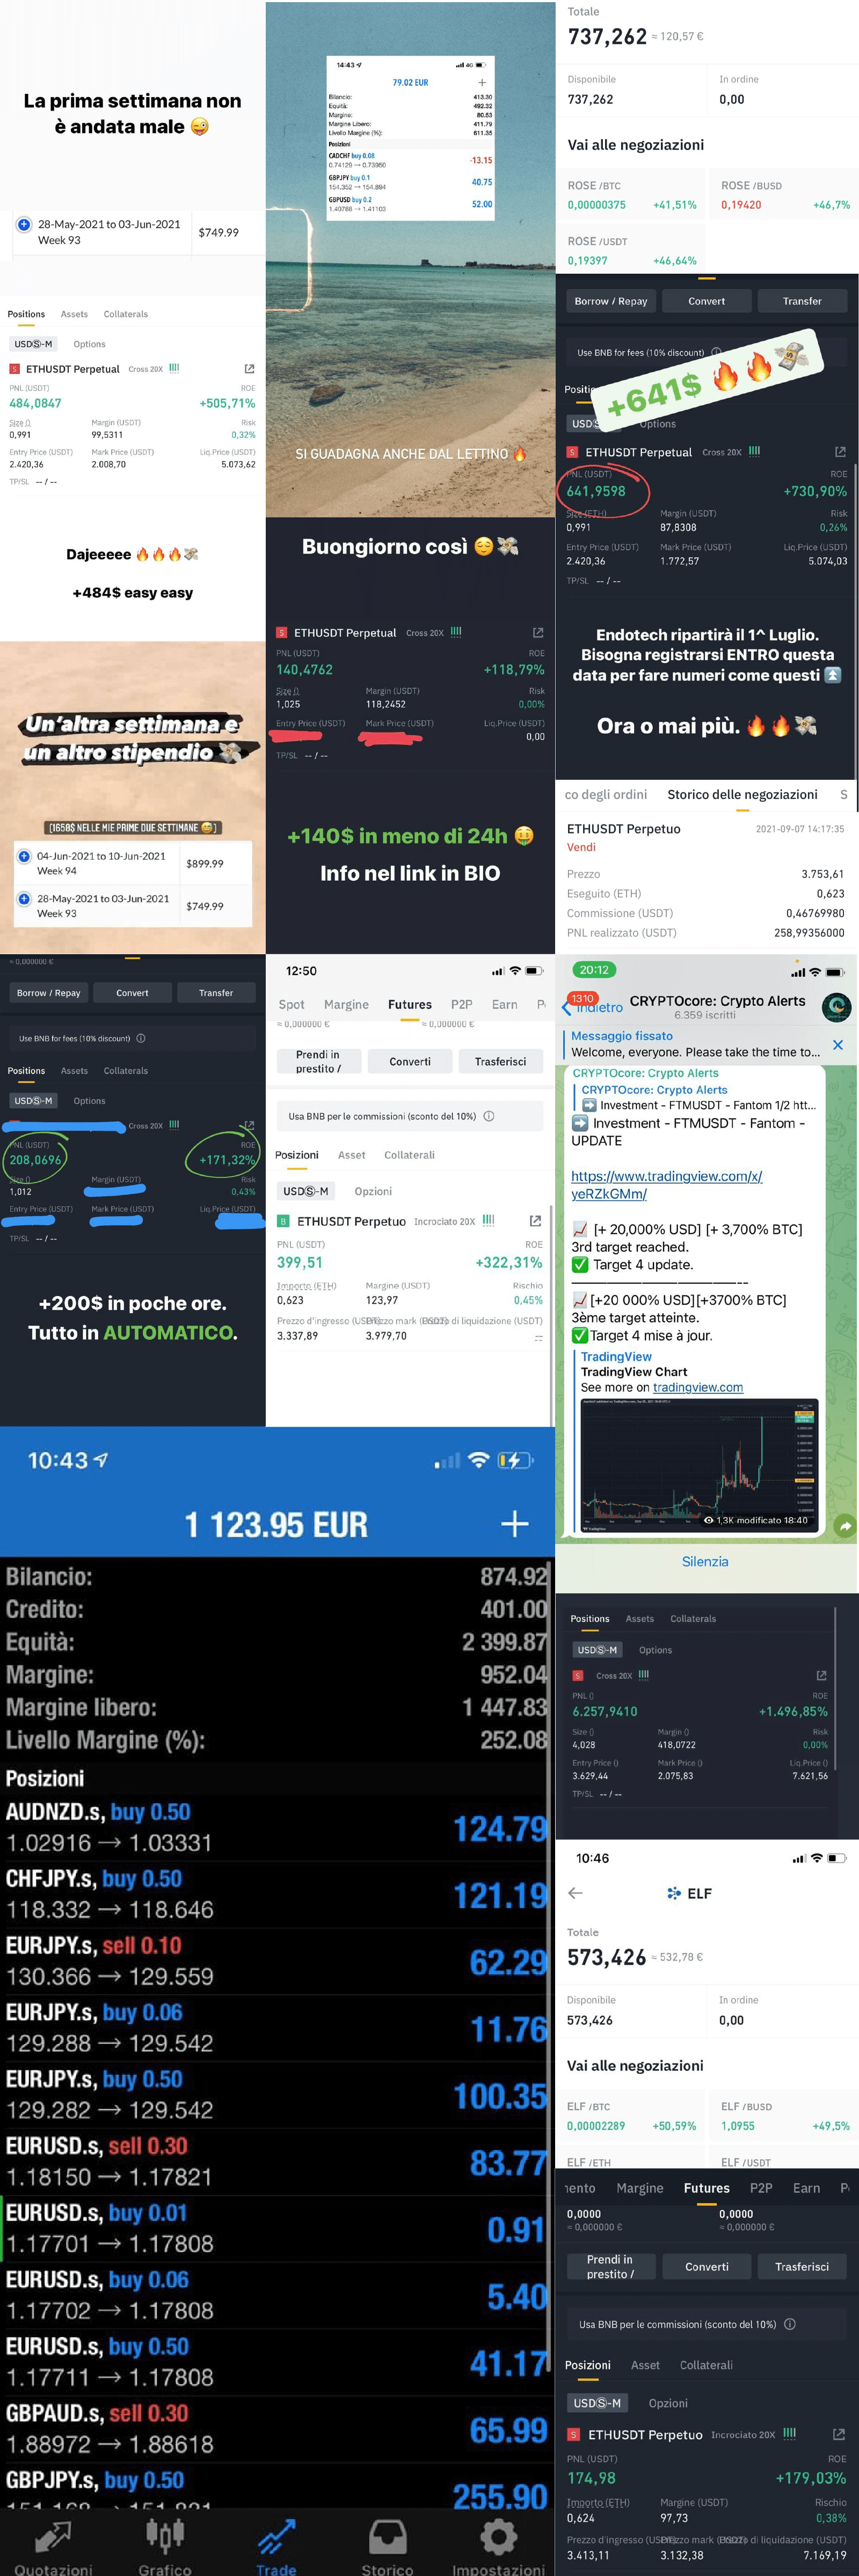 La prima settimana non
è andata male 😜
28-May-2021 to 03-Jun-2021
Week 93
$749.99
Positions Assets Collaterals
USDⓈ-M Options
S ETHUSDT Perpetual Cross 20X
PNL (USDT) ROE
484,0847 +505,71%
Size () Margin (USDT) Risk
0,991 99,5311 0,32%
Entry Price (USDT) Mark Price (USDT) Liq.Price (USDT)
2.420,36 2.008,70 5.073,62
TP/SL -- / --
Dajeeeee 🔥🔥🔥💸
+484$ easy easy
Un'altra settimana e
un altro stipendio 💸
[1658$ NELLE MIE PRIME DUE SETTIMANE 😅]
04-Jun-2021 to 10-Jun-2021
Week 94
$899.99
28-May-2021 to 03-Jun-2021
Week 93
$749.99
14:43 4G
79.02 EUR +
Bilancio: 413.30
Equità: 492.32
Margine: 80.53
Margine Libero: 411.79
Livello Margine (%): 611.35
Posizioni
CADCHF buy 0.08
0.74129 → 0.73950
-13.15
GBPJPY buy 0.1
154.352 → 154.894
40.75
GBPUSD buy 0.2
1.40786 → 1.41103
52.00
SI GUADAGNA ANCHE DAL LETTINO 🔥
Buongiorno così 😌💸
S ETHUSDT Perpetual Cross 20X
PNL (USDT) ROE
140,4762 +118,79%
Size () Margin (USDT) Risk
1,025 118,2452 0,00%
Entry Price (USDT) Mark Price (USDT) Liq.Price (USDT)
0,00
TP/SL -- / --
+140$ in meno di 24h 🤑
Info nel link in BIO
Totale
737,262 ≈ 120,57 €
Disponibile In ordine
737,262 0,00
Vai alle negoziazioni
ROSE /BTC ROSE /BUSD
0,00000375 +41,51% 0,19420 +46,7%
ROSE /USDT
0,19397 +46,64%
Borrow / Repay Convert Transfer
Use BNB for fees (10% discount)
+641$ 🔥🔥💸
Options
S ETHUSDT Perpetual Cross 20X
PNL (USDT) ROE
641,9598 +730,90%
Size (ETH) Margin (USDT) Risk
0,991 87,8308 0,26%
Entry Price (USDT) Mark Price (USDT) Liq.Price (USDT)
2.420,36 1.772,57 5.074,03
TP/SL -- / --
Endotech ripartirà il 1^ Luglio.
Bisogna registrarsi ENTRO questa
data per fare numeri come questi ⏫
Ora o mai più. 🔥🔥💸
co degli ordini Storico delle negoziazioni S
ETHUSDT Perpetuo 2021-09-07 14:17:35
Vendi
Prezzo 3.753,61
Eseguito (ETH) 0,623
Commissione (USDT) 0,46769980
PNL realizzato (USDT) 258,99356000
≈ 0,000000 €
Borrow / Repay Convert Transfer
Use BNB for fees (10% discount)
Positions Assets Collaterals
USDⓈ-M Options
Cross 20X
PNL (USDT) ROE
208,0696 +171,32%
Size () Margin (USDT) Risk
1,012 0,43%
Entry Price (USDT) Mark Price (USDT) Liq.Price (USDT)
TP/SL -- / --
+200$ in poche ore.
Tutto in AUTOMATICO.
12:50
Spot Margine Futures P2P Earn P
≈ 0,000000 € ≈ 0,000000 €
Prendi in
prestito /
Converti Trasferisci
Usa BNB per le commissioni (sconto del 10%)
Posizioni Asset Collaterali
USDⓈ-M Opzioni
B ETHUSDT Perpetuo Incrociato 20X
PNL (USDT) ROE
399,51 +322,31%
Importo (ETH) Margine (USDT) Rischio
0,623 123,97 0,45%
Prezzo d'ingresso di liquidazione (USDT)
3.337,89 3.979,70 --
20:12
1310
Indietro CRYPTOcore: Crypto Alerts
6.359 iscritti
Messaggio fissato
Welcome, everyone. Please take the time to...
CRYPTOcore: Crypto Alerts
CRYPTOcore: Crypto Alerts
➡️ Investment - FTMUSDT - Fantom 1/2 htt...
➡️ Investment - FTMUSDT - Fantom -
UPDATE
https://www.tradingview.com/x/
yeRZkGMm/
📈 [+ 20,000% USD] [+ 3,700% BTC]
3rd target reached.
✅ Target 4 update.
——————————--
📈[+20 000% USD][+3700% BTC]
3ème target atteinte.
✅Target 4 mise à jour.
TradingView
TradingView Chart
See more on tradingview.com
1,3K modificato 18:40
Silenzia
Positions Assets Collaterals
USDⓈ-M Options
S Cross 20X
PNL () ROE
6.257,9410 +1.496,85%
Size () Margin () Risk
4,028 418,0722 0,00%
Entry Price () Mark Price () Liq.Price ()
3.629,44 2.075,83 7.621,56
TP/SL -- / --
10:43
1 123.95 EUR +
Bilancio: 874.92
Credito: 401.00
Equità: 2 399.87
Margine: 952.04
Margine libero: 1 447.83
Livello Margine (%): 252.08
Posizioni
AUDNZD.s, buy 0.50
1.02916 → 1.03331
124.79
CHFJPY.s, buy 0.50
118.332 → 118.646
121.19
EURJPY.s, sell 0.10
130.366 → 129.559
62.29
EURJPY.s, buy 0.06
129.288 → 129.542
11.76
EURJPY.s, buy 0.50
129.282 → 129.542
100.35
EURUSD.s, sell 0.30
1.18150 → 1.17821
83.77
EURUSD.s, buy 0.01
1.17701 → 1.17808
0.91
EURUSD.s, buy 0.06
1.17702 → 1.17808
5.40
EURUSD.s, buy 0.50
1.17711 → 1.17808
41.17
GBPAUD.s, sell 0.30
1.88972 → 1.88618
65.99
GBPJPY.s, buy 0.50
255.90
Quotazioni Grafico Trade Storico Impostazioni
10:46
ELF
Totale
573,426 ≈ 532,78 €
Disponibile In ordine
573,426 0,00
Vai alle negoziazioni
ELF /BTC ELF /BUSD
0,00002289 +50,59% 1,0955 +49,5%
ELF /ETH ELF /USDT
nento Margine Futures P2P Earn P
0,0000 0,0000
≈ 0,000000 € ≈ 0,000000 €
Prendi in
prestito /
Converti Trasferisci
Usa BNB per le commissioni (sconto del 10%)
Posizioni Asset Collaterali
USDⓈ-M Opzioni
S ETHUSDT Perpetuo Incrociato 20X
PNL (USDT) ROE
174,98 +179,03%
Importo (ETH) Margine (USDT) Rischio
0,624 97,73 0,38%
Prezzo d'ingresso di liquidazione (USDT)
3.413,11 3.132,38 7.169,19